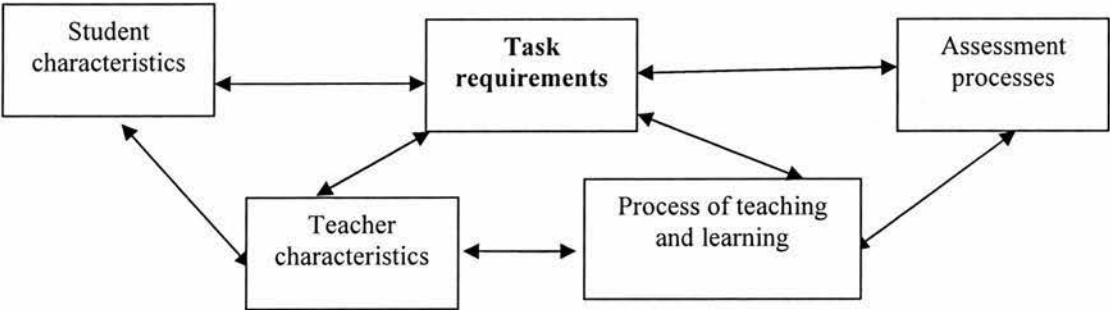 Student
characteristics
Task
requirements
Assessment
processes
Teacher
characteristics
Process of teaching
and learning